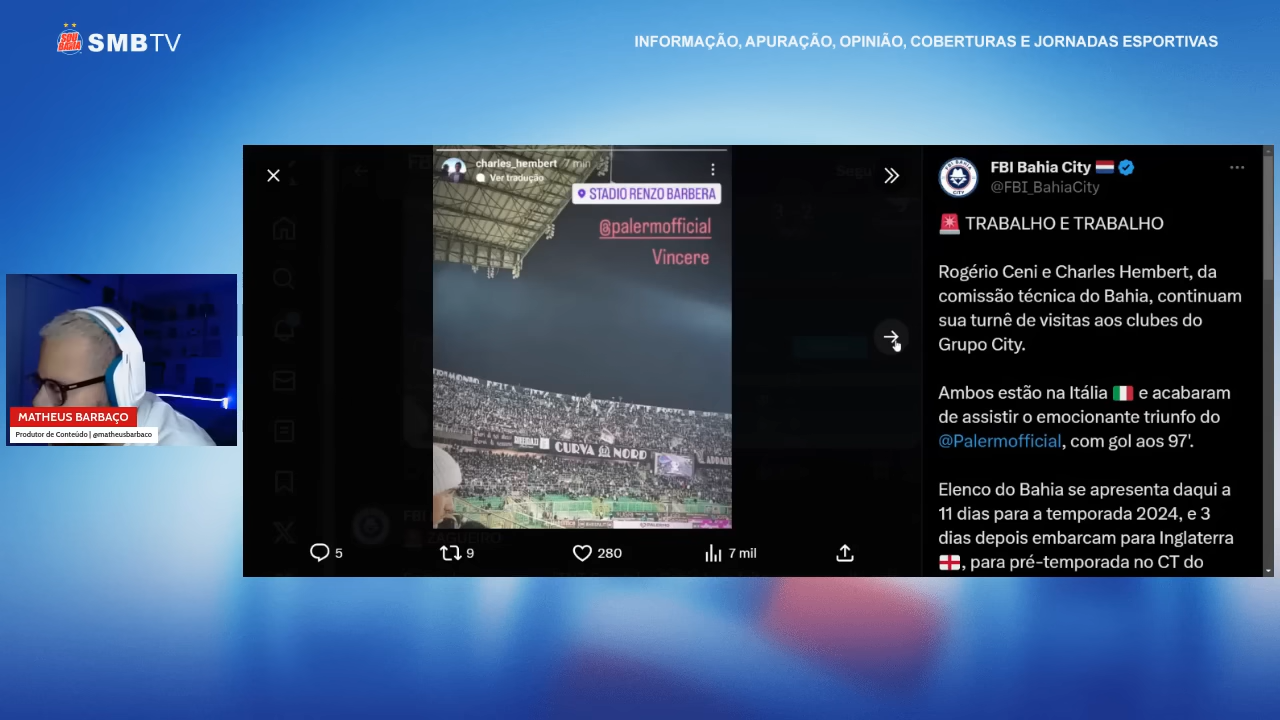 SOU
BAHIA
SMBTV
INFORMAÇÃO, APURAÇÃO, OPINIÃO, COBERTURAS E JORNADAS ESPORTIVAS
charles_hembert 7 min
Ver tradução
STADIO RENZO BARBERA
@palermofficial
Vincere
CURVA NORD
5
9
280
7 mil
FBI Bahia City
@FBI_BahiaCity
TRABALHO E TRABALHO
Rogério Ceni e Charles Hembert, da
comissão técnica do Bahia, continuam
sua turnê de visitas aos clubes do
Grupo City.
Ambos estão na Itália e acabaram
de assistir o emocionante triunfo do
@Palermofficial, com gol aos 97'.
Elenco do Bahia se apresenta daqui a
11 dias para a temporada 2024, e 3
dias depois embarcam para Inglaterra
, para pré-temporada no CT do
MATHEUS BARBAÇO
Produtor de Conteúdo | @matheusbarbaco